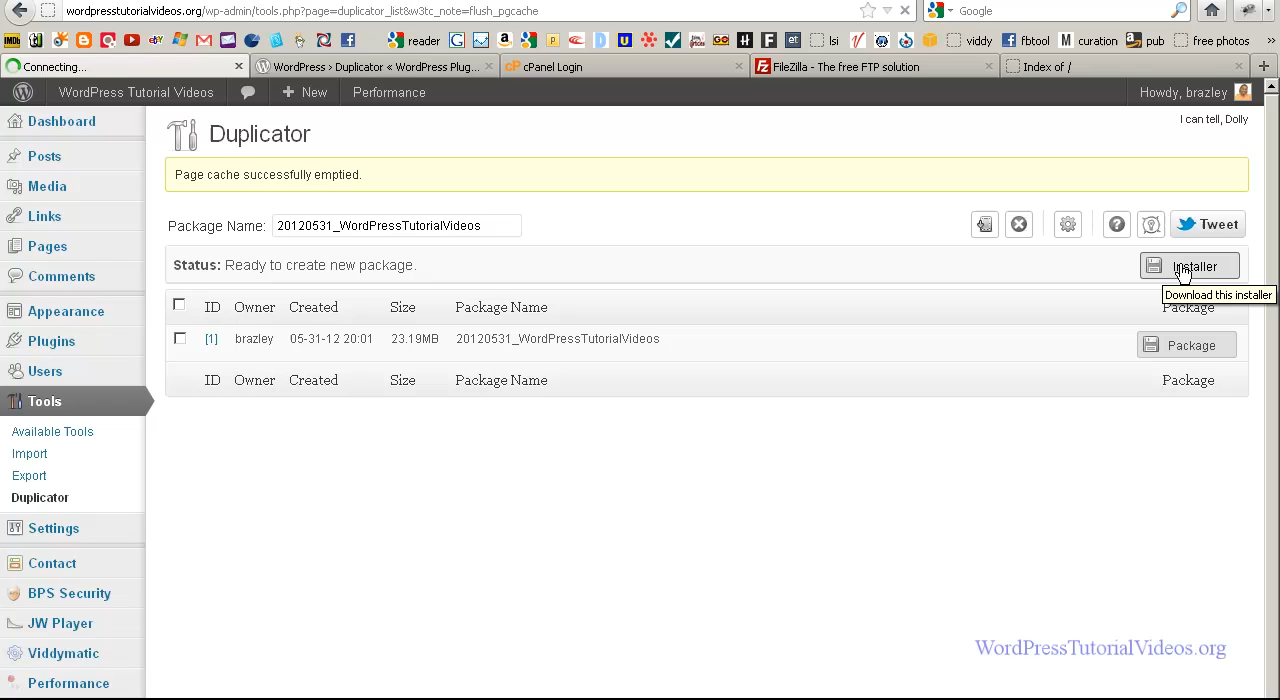 wordpresstutorialvideos.org/wp-admin/tools.php?page=duplicator_list&w3tc_note=flush_pgcache
Google
reader
lsi
viddy
fbtool
curation
pub
free photos
Connecting...
WordPress › Duplicator « WordPress Plug...
cPanel Login
FileZilla - The free FTP solution
Index of /
WordPress Tutorial Videos
New
Performance
Howdy, brazley
I can tell, Dolly
Dashboard
Posts
Media
Links
Pages
Comments
Appearance
Plugins
Users
Tools
Available Tools
Import
Export
Duplicator
Settings
Contact
BPS Security
JW Player
Viddymatic
Performance
Duplicator
Page cache successfully emptied.
Package Name: 20120531_WordPressTutorialVideos
Tweet
Status: Ready to create new package.
Installer
Download this installer
ID Owner Created Size Package Name Package
[1] brazley 05-31-12 20:01 23.19MB 20120531_WordPressTutorialVideos Package
ID Owner Created Size Package Name Package
WordPressTutorialVideos.org